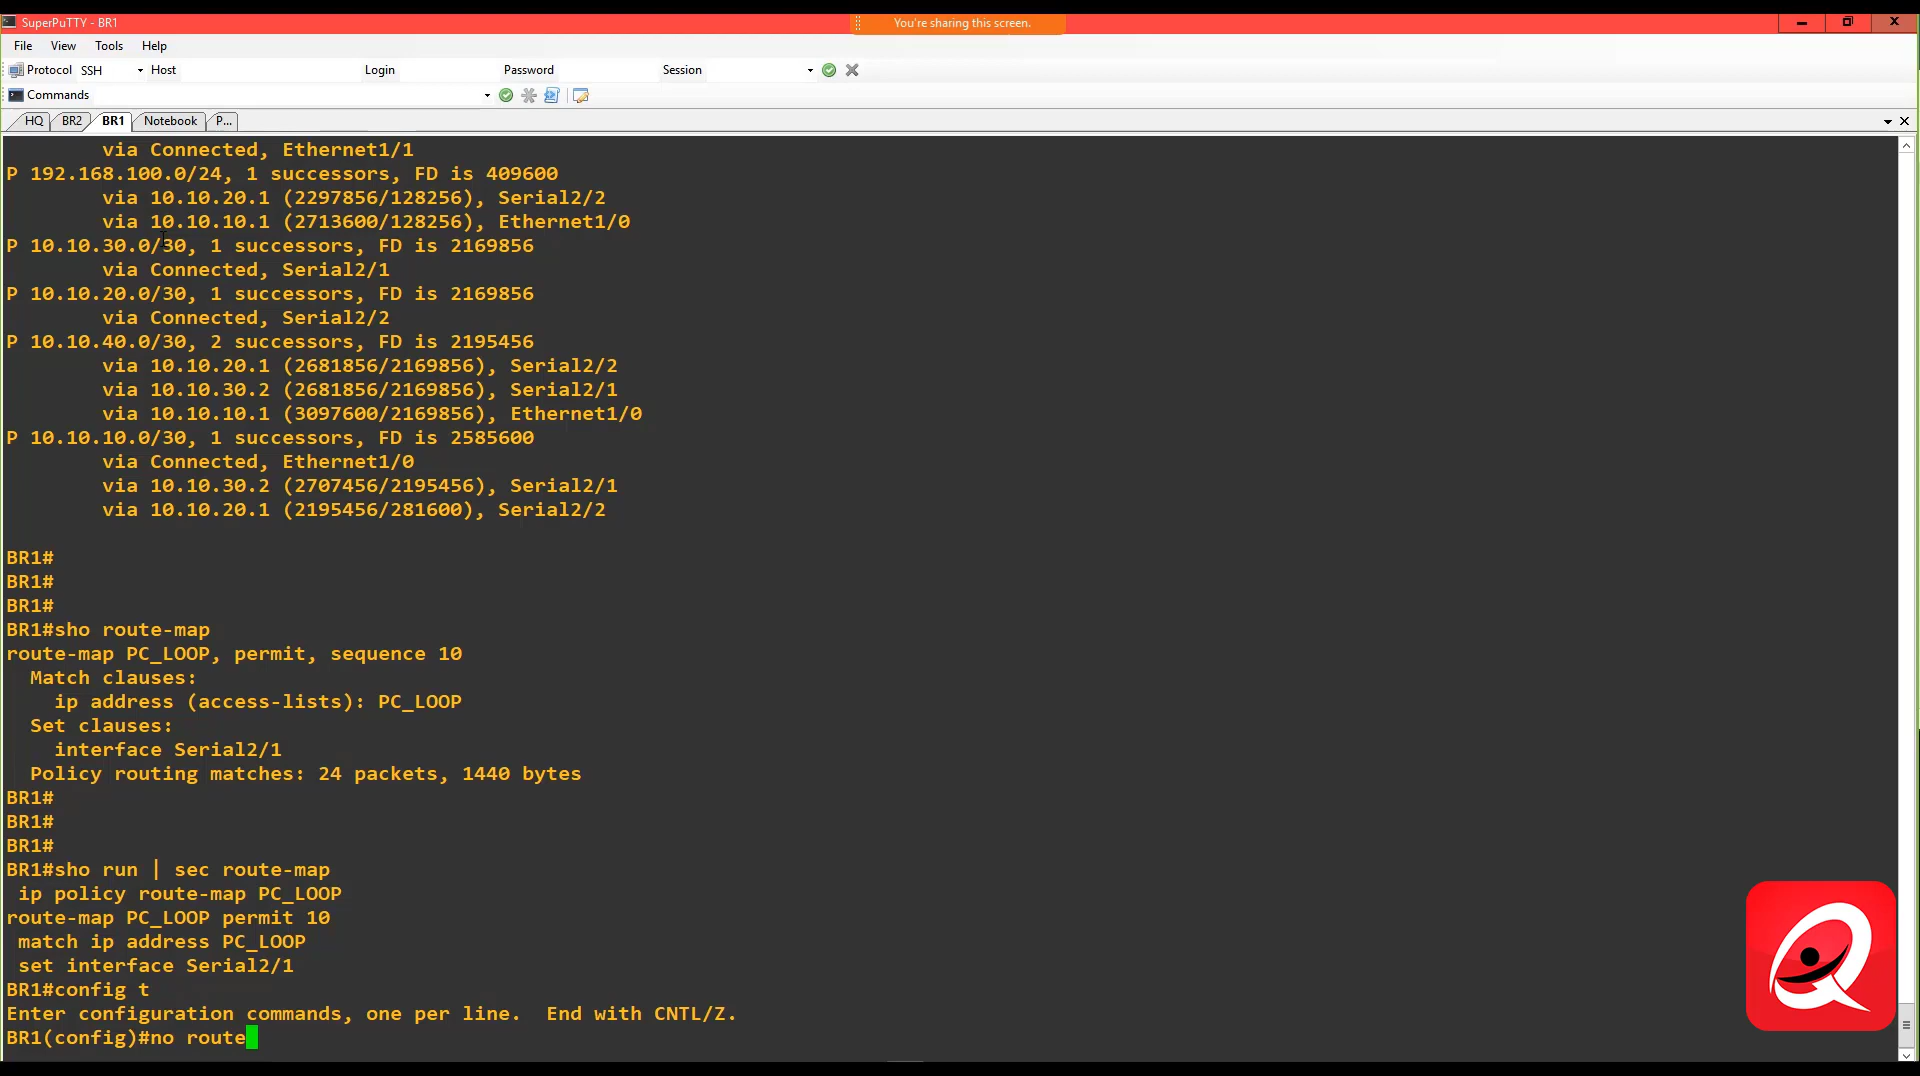 SuperPuTTY - BR1
You're sharing this screen.
File View Tools Help
Protocol SSH Host Login Password Session
Commands
HQ BR2 BR1 Notebook P...
via Connected, Ethernet1/1
P 192.168.100.0/24, 1 successors, FD is 409600
via 10.10.20.1 (2297856/128256), Serial2/2
via 10.10.10.1 (2713600/128256), Ethernet1/0
P 10.10.30.0/30, 1 successors, FD is 2169856
via Connected, Serial2/1
P 10.10.20.0/30, 1 successors, FD is 2169856
via Connected, Serial2/2
P 10.10.40.0/30, 2 successors, FD is 2195456
via 10.10.20.1 (2681856/2169856), Serial2/2
via 10.10.30.2 (2681856/2169856), Serial2/1
via 10.10.10.1 (3097600/2169856), Ethernet1/0
P 10.10.10.0/30, 1 successors, FD is 2585600
via Connected, Ethernet1/0
via 10.10.30.2 (2707456/2195456), Serial2/1
via 10.10.20.1 (2195456/281600), Serial2/2
BR1#
BR1#
BR1#
BR1#sho route-map
route-map PC_LOOP, permit, sequence 10
Match clauses:
ip address (access-lists): PC_LOOP
Set clauses:
interface Serial2/1
Policy routing matches: 24 packets, 1440 bytes
BR1#
BR1#
BR1#
BR1#sho run | sec route-map
ip policy route-map PC_LOOP
route-map PC_LOOP permit 10
match ip address PC_LOOP
set interface Serial2/1
BR1#config t
Enter configuration commands, one per line. End with CNTL/Z.
BR1(config)#no route